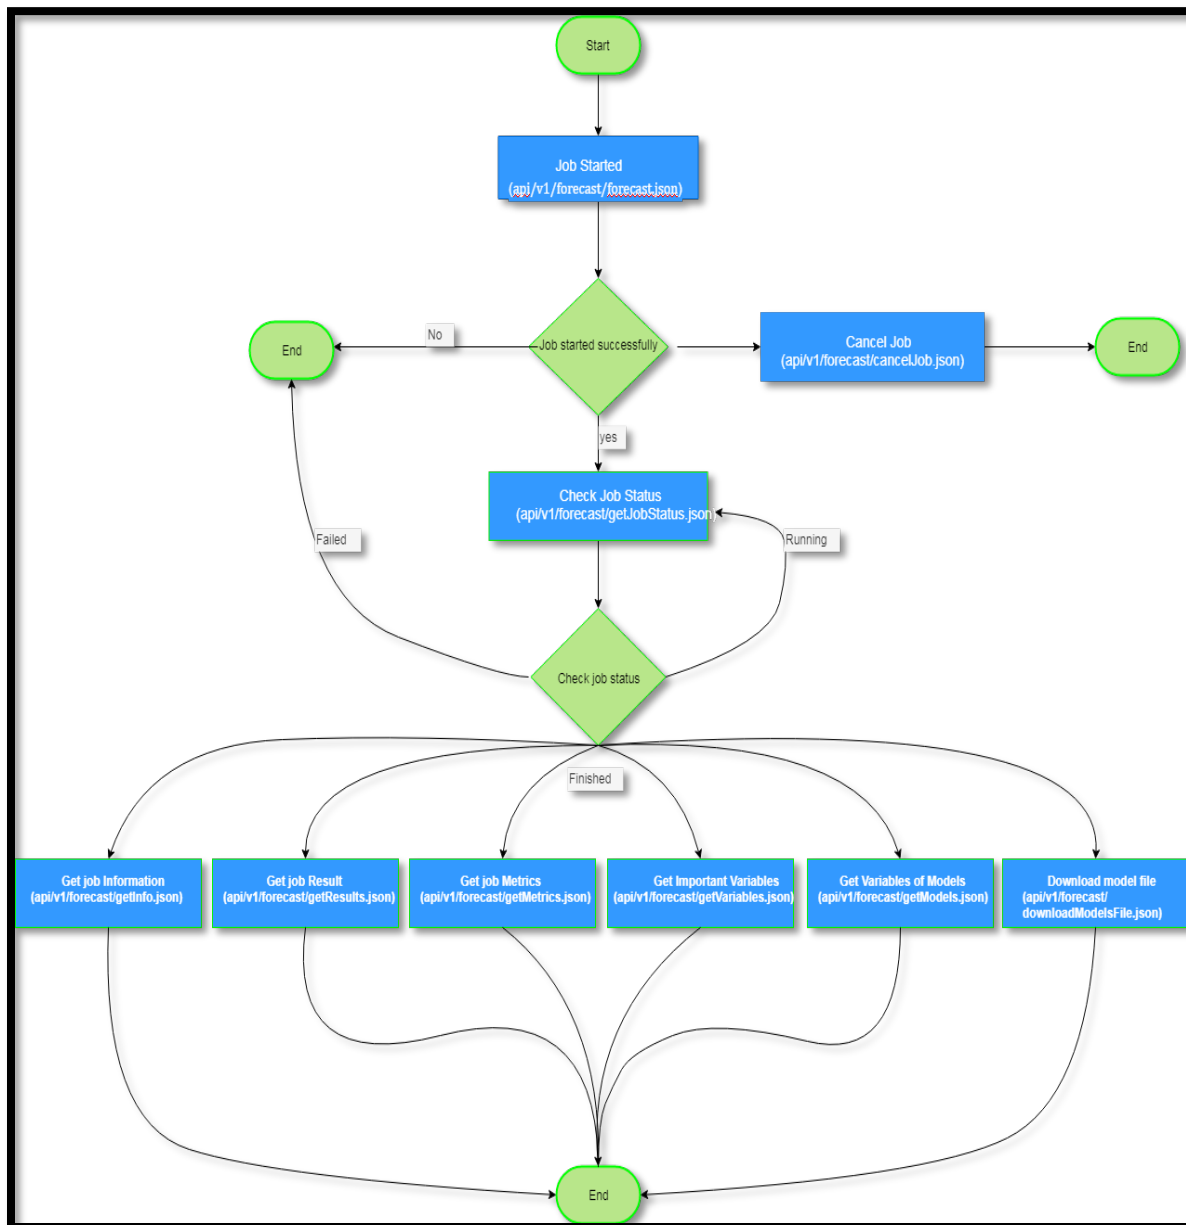 Start
Job Started
(api/v1/forecast/forecast.json)
No
Job started successfully
End
Cancel Job
(api/v1/forecast/cancelJob.json)
End
yes
Check Job Status
(api/v1/forecast/getJobStatus.json)
Failed
Running
Check job status
Finished
Get job Information
(api/v1/forecast/getInfo.json)
Get job Result
(api/v1/forecast/getResults.json)
Get job Metrics
(api/v1/forecast/getMetrics.json)
Get Important Variables
(api/v1/forecast/getVariables.json)
Get Variables of Models
(api/v1/forecast/getModels.json)
Download model file
(api/v1/forecast/
downloadModelsFile.json)
End